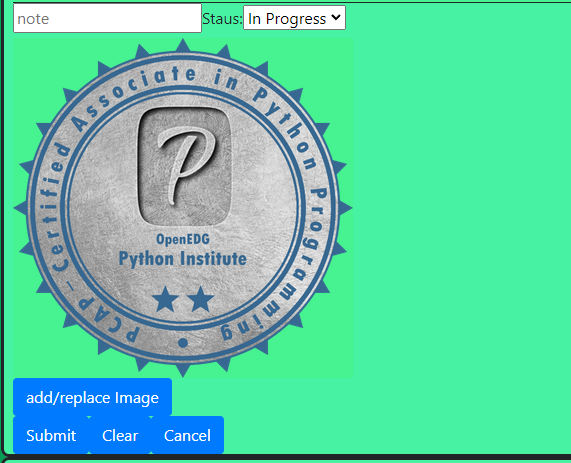 note Staus: In Progress
PCAP-Certified Associate in Python Programming
P
OpenEDG
Python Institute
add/replace Image
Submit Clear Cancel